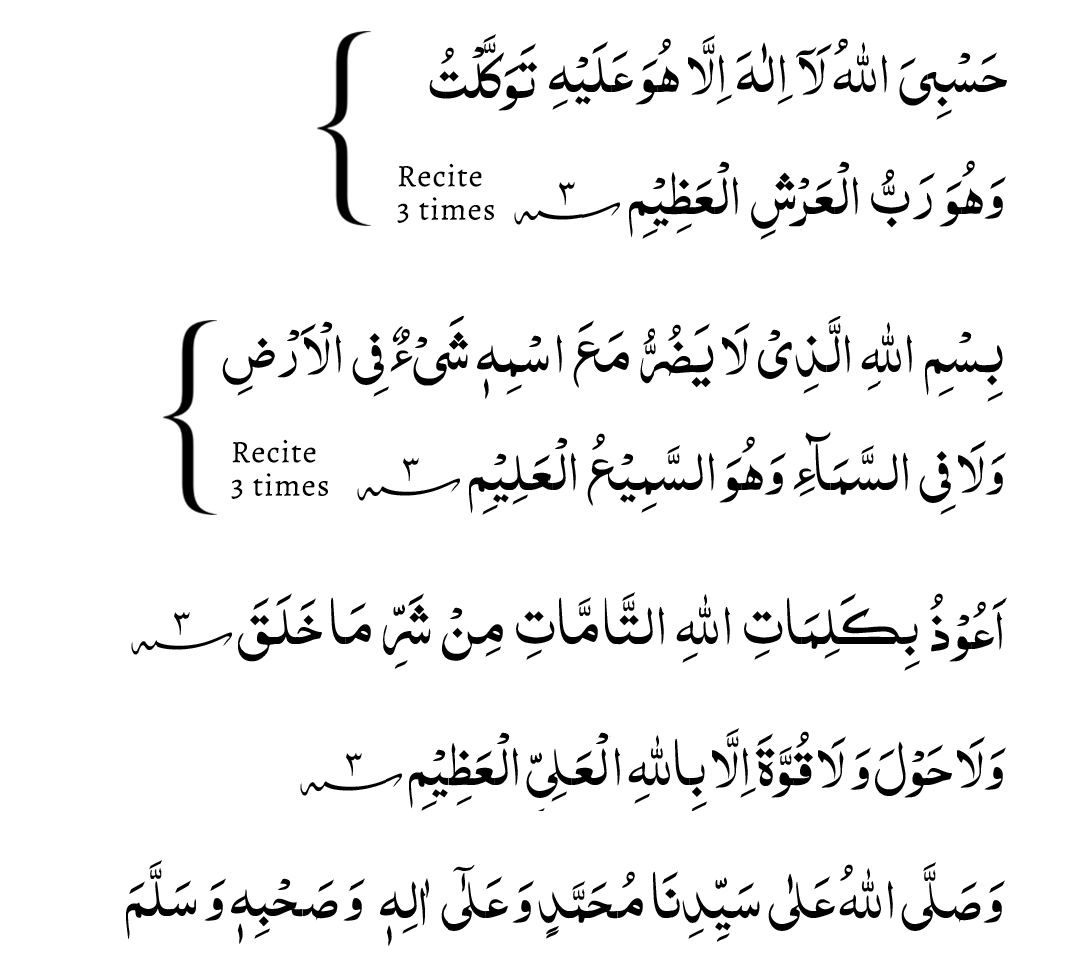 حَسْبِىَ اللهُ لَآ اِلٰهَ اِلَّا هُوَ عَلَيْهِ تَوَكَّلْتُ
وَهُوَ رَبُّ الْعَرْشِ الْعَظِيْمِ ٣
Recite
3 times
بِسْمِ اللهِ الَّذِىْ لَا يَضُرُّ مَعَ اسْمِهٖ شَىْءٌ فِى الْاَرْضِ
وَلَا فِى السَّمَآءِ وَهُوَ السَّمِيْعُ الْعَلِيْمِ ٣
Recite
3 times
اَعُوْذُ بِكَلِمَاتِ اللهِ التَّامَّاتِ مِنْ شَرِّ مَا خَلَقَ ٣
وَلَا حَوْلَ وَلَا قُوَّةَ اِلَّا بِاللهِ الْعَلِىِّ الْعَظِيْمِ ٣
وَصَلَّى اللهُ عَلٰى سَيِّدِنَا مُحَمَّدٍ وَعَلٰٓى اٰلِهٖ وَصَحْبِهٖ وَسَلَّمَ